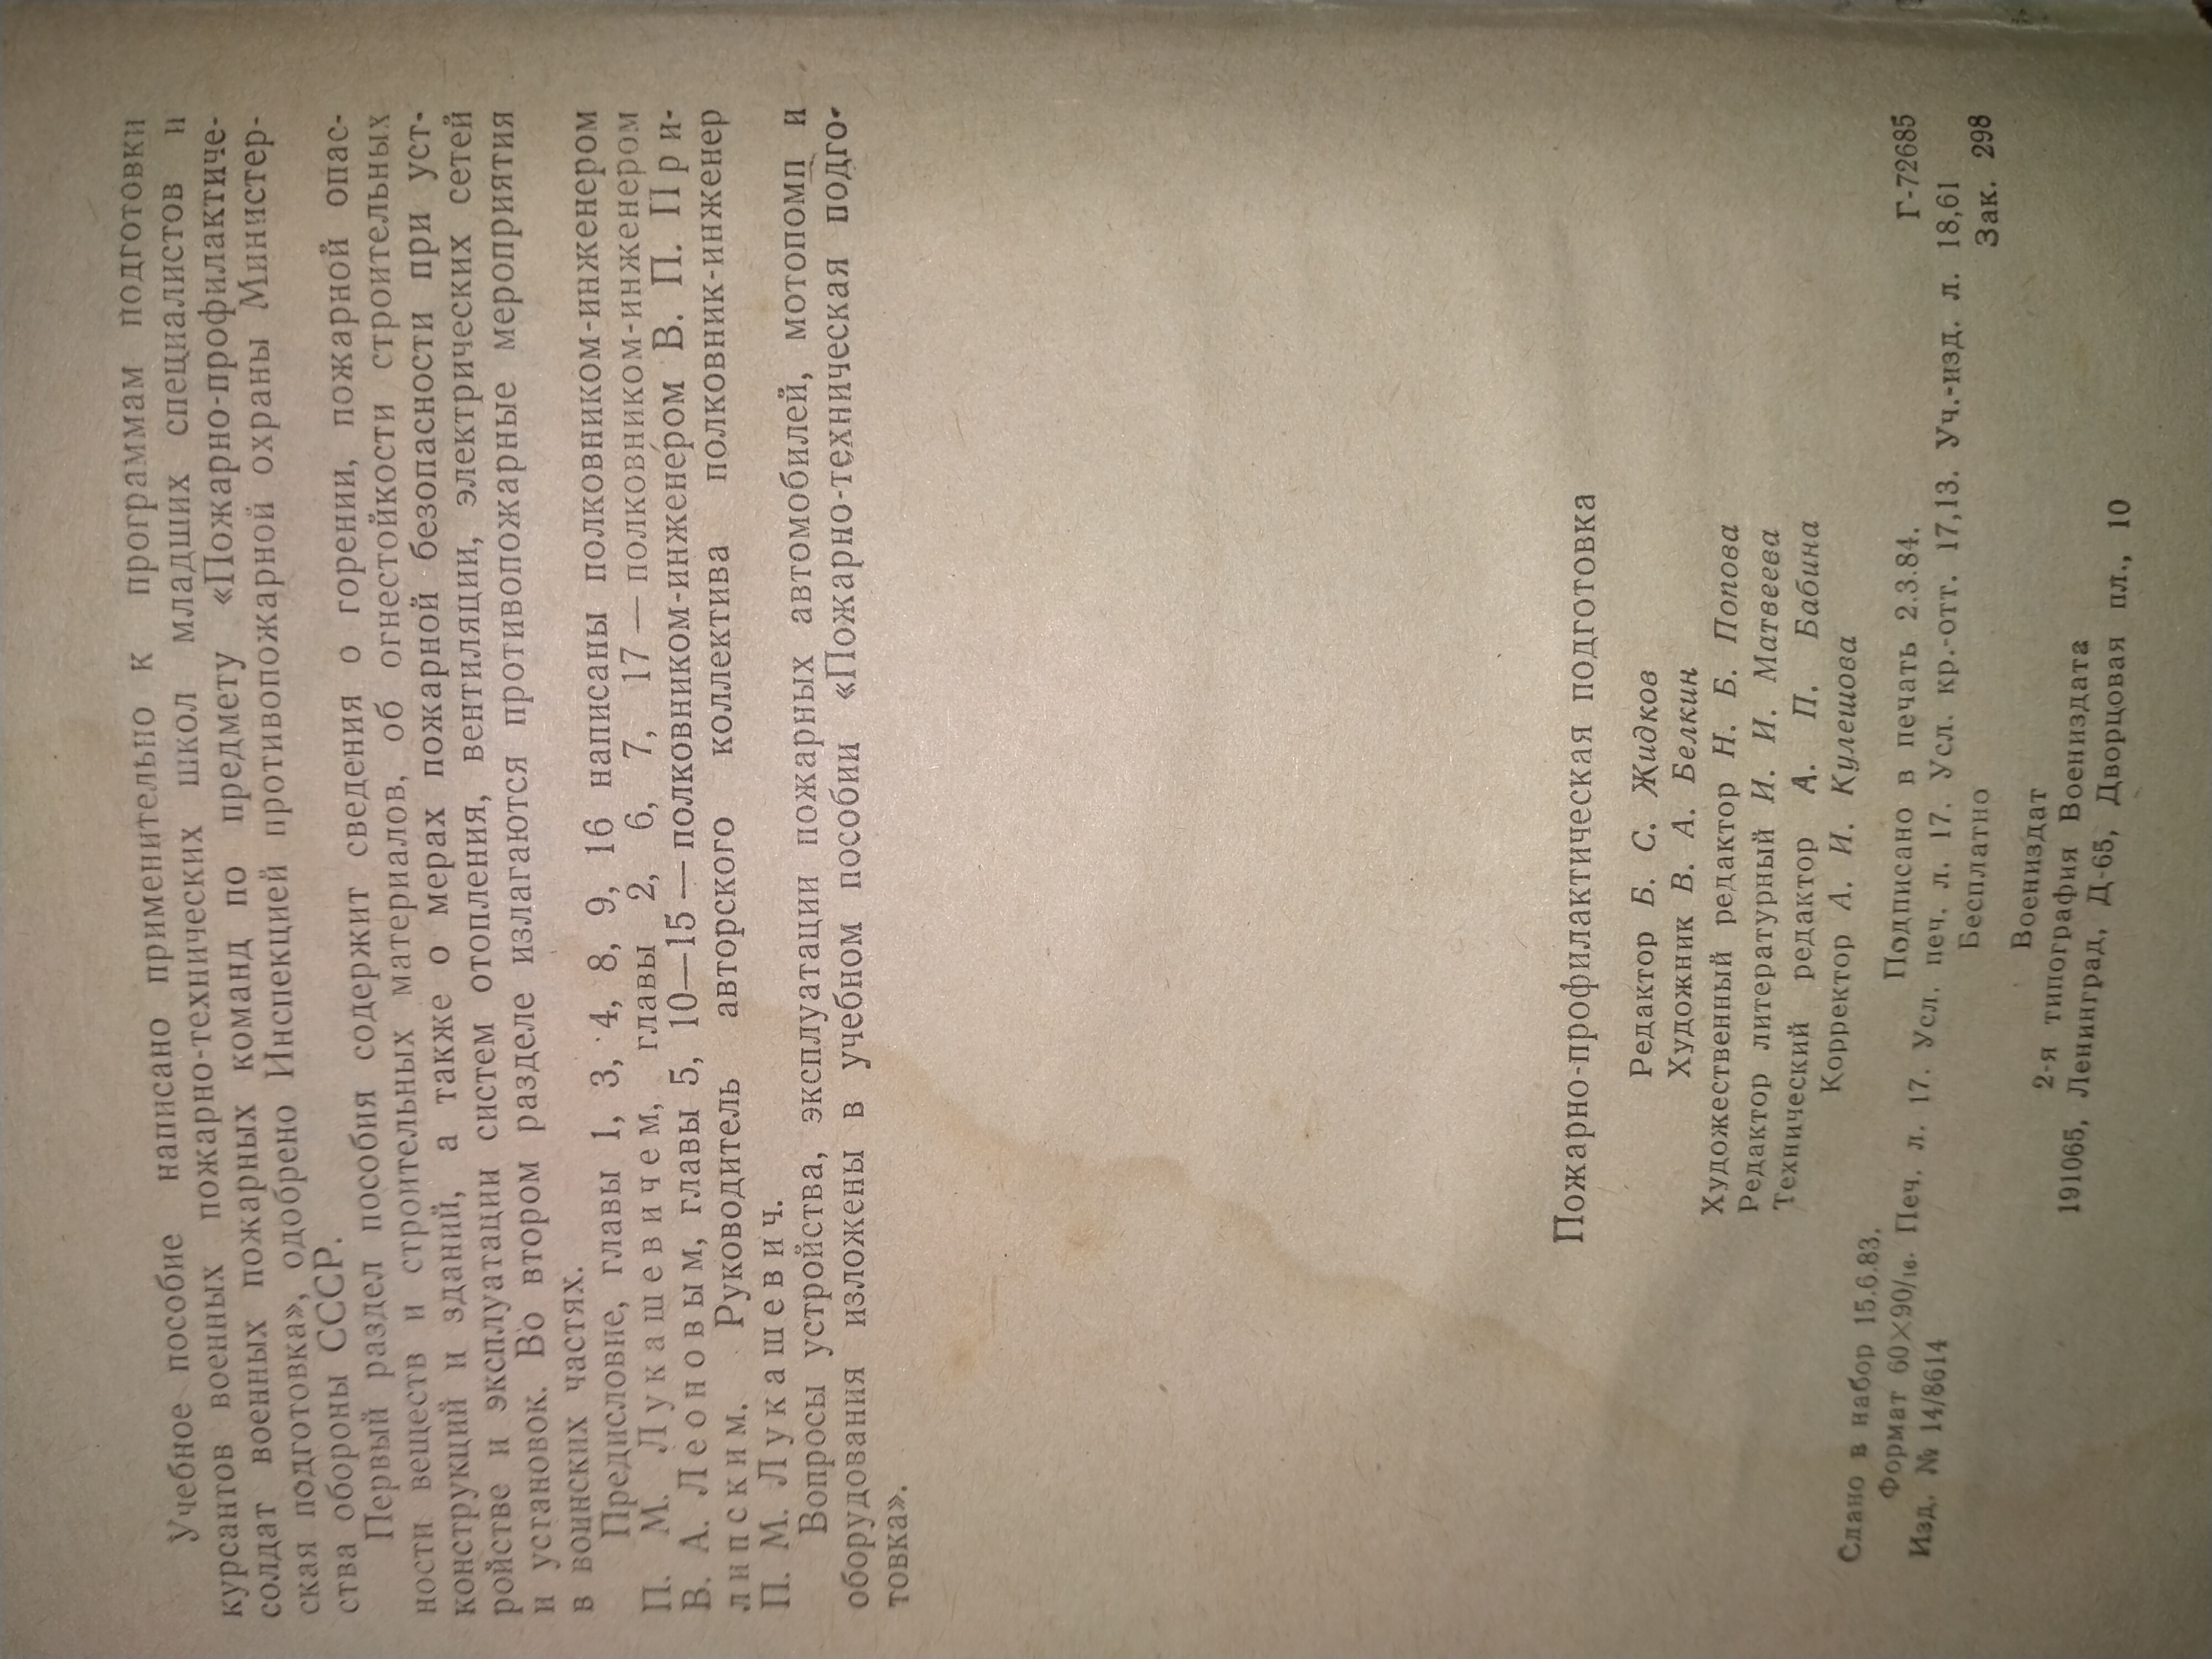 Учебное пособие написано применительно к программам подготовки
курсантов военных пожарно-технических школ младших специалистов и
солдат военных пожарных команд по предмету «Пожарно-профилактиче-
ская подготовка», одобрено Инспекцией противопожарной охраны Министер-
ства обороны СССР.
Первый раздел пособия содержит сведения о горении, пожарной опас-
ности веществ и строительных материалов, об огнестойкости строительных
конструкций и зданий, а также о мерах пожарной безопасности при уст-
ройстве и эксплуатации систем отопления, вентиляции, электрических сетей
и установок. Во втором разделе излагаются противопожарные мероприятия
в воинских частях.
Предисловие, главы 1, 3, 4, 8, 9, 16 написаны полковником-инженером
П. М. Лукашевичем, главы 2, 6, 7, 17 — полковником-инженером
В. А. Леоновым, главы 5, 10—15 — полковником-инженером В. П. При-
липским. Руководитель авторского коллектива полковник-инженер
П. М. Лукашевич.
Вопросы устройства, эксплуатации пожарных автомобилей, мотопомп и
оборудования изложены в учебном пособии «Пожарно-техническая подго-
товка».
Пожарно-профилактическая подготовка
Редактор Б. С. Жидков
Художник В. А. Белкин
Художественный редактор Н. Б. Попова
Редактор литературный И. И. Матвеева
Технический редактор А. П. Бабина
Корректор А. И. Кулешова
Сдано в набор 15.6.83. Подписано в печать 2.3.84. Г-72685
Формат 60×90/16. Печ. л. 17. Усл. печ. л. 17. Усл. кр.-отт. 17,13. Уч.-изд. л. 18,61
Изд. № 14/8614 Бесплатно Зак. 298
Воениздат
2-я типография Воениздата
191065, Ленинград, Д-65, Дворцовая пл., 10